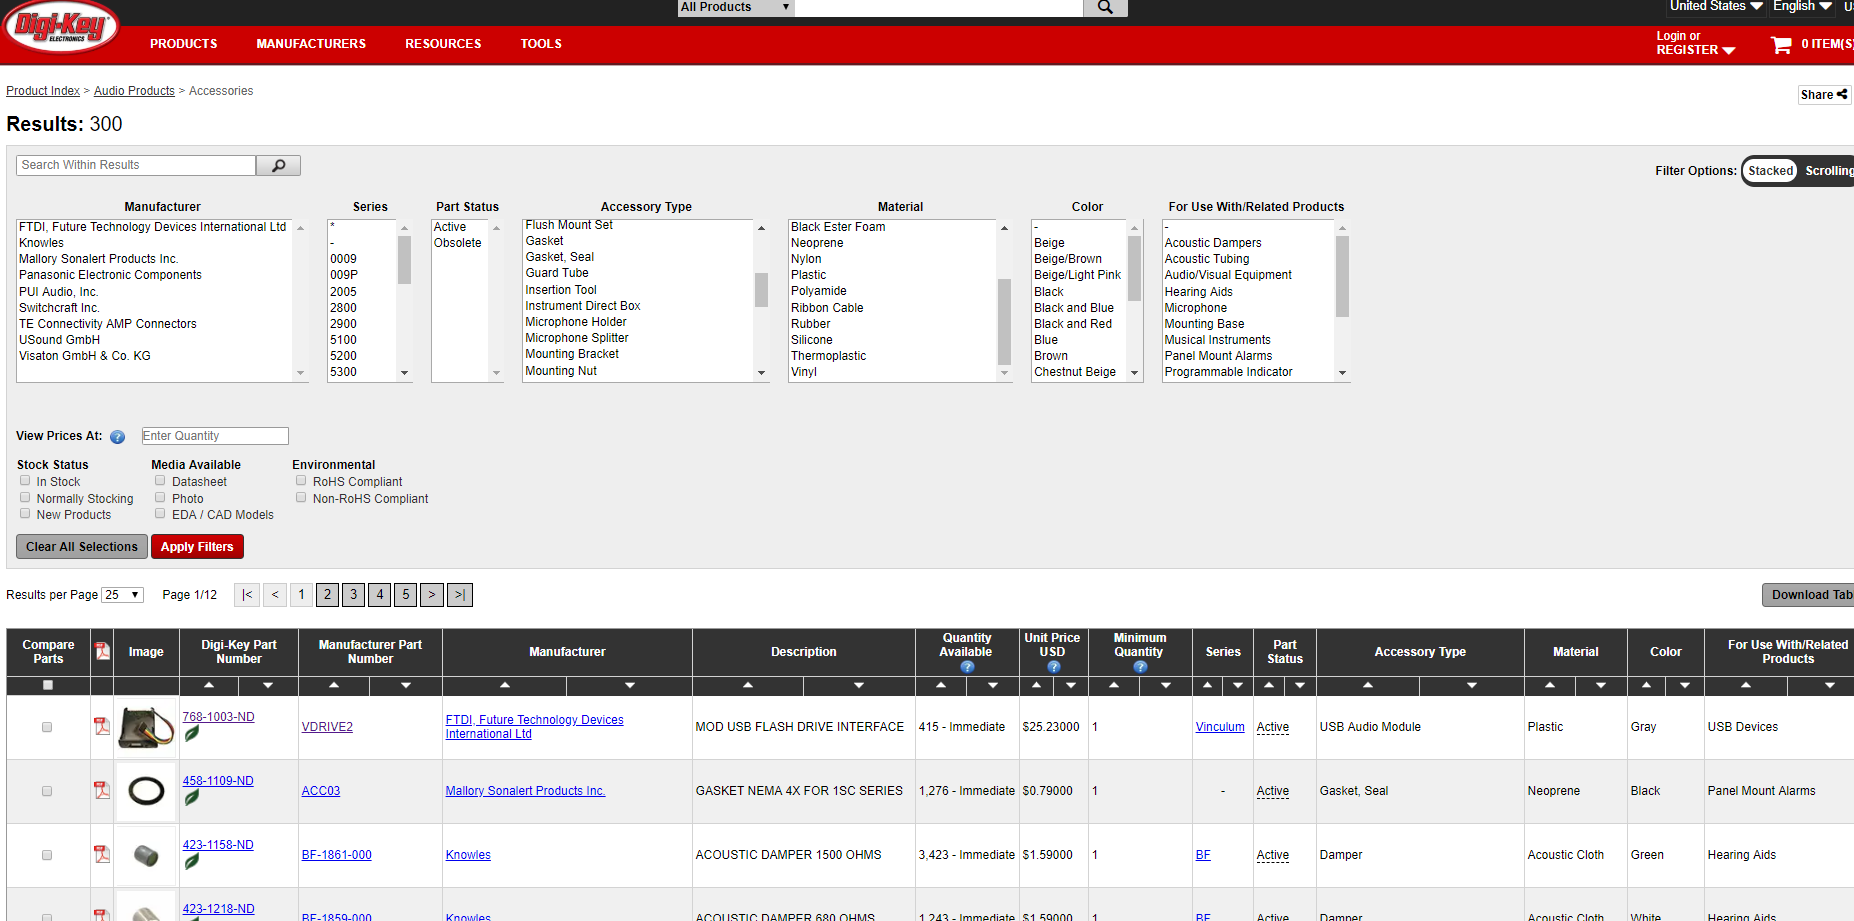 All Products
United States
English
Digi-Key
ELECTRONICS
PRODUCTS
MANUFACTURERS
RESOURCES
TOOLS
Login or
REGISTER
0 ITEM(S)
Product Index > Audio Products > Accessories
Share
Results: 300
Search Within Results
Filter Options: Stacked Scrolling
Manufacturer
FTDI, Future Technology Devices International Ltd
Knowles
Mallory Sonalert Products Inc.
Panasonic Electronic Components
PUI Audio, Inc.
Switchcraft Inc.
TE Connectivity AMP Connectors
USound GmbH
Visaton GmbH & Co. KG
Series
*
-
0009
009P
2005
2800
2900
5100
5200
5300
Part Status
Active
Obsolete
Accessory Type
Flush Mount Set
Gasket
Gasket, Seal
Guard Tube
Insertion Tool
Instrument Direct Box
Microphone Holder
Microphone Splitter
Mounting Bracket
Mounting Nut
Material
Black Ester Foam
Neoprene
Nylon
Plastic
Polyamide
Ribbon Cable
Rubber
Silicone
Thermoplastic
Vinyl
Color
-
Beige
Beige/Brown
Beige/Light Pink
Black
Black and Blue
Black and Red
Blue
Brown
Chestnut Beige
For Use With/Related Products
-
Acoustic Dampers
Acoustic Tubing
Audio/Visual Equipment
Hearing Aids
Microphone
Mounting Base
Musical Instruments
Panel Mount Alarms
Programmable Indicator
View Prices At: ? Enter Quantity
Stock Status
In Stock
Normally Stocking
New Products
Media Available
Datasheet
Photo
EDA / CAD Models
Environmental
RoHS Compliant
Non-RoHS Compliant
Clear All Selections
Apply Filters
Results per Page 25 Page 1/12 |< < 1 2 3 4 5 > >|
Download Tab
Compare Parts
Image
Digi-Key Part Number
Manufacturer Part Number
Manufacturer
Description
Quantity Available ?
Unit Price USD ?
Minimum Quantity ?
Series
Part Status
Accessory Type
Material
Color
For Use With/Related Products
768-1003-ND
VDRIVE2
FTDI, Future Technology Devices
International Ltd
MOD USB FLASH DRIVE INTERFACE
415 - Immediate
$25.23000
1
Vinculum
Active
USB Audio Module
Plastic
Gray
USB Devices
458-1109-ND
ACC03
Mallory Sonalert Products Inc.
GASKET NEMA 4X FOR 1SC SERIES
1,276 - Immediate
$0.79000
1
-
Active
Gasket, Seal
Neoprene
Black
Panel Mount Alarms
423-1158-ND
BF-1861-000
Knowles
ACOUSTIC DAMPER 1500 OHMS
3,423 - Immediate
$1.59000
1
BF
Active
Damper
Acoustic Cloth
Green
Hearing Aids
423-1218-ND
BF-1859-000
Knowles
ACOUSTIC DAMPER 680 OHMS
1,243 - Immediate
$1.59000
1
BF
Active
Damper
Acoustic Cloth
White
Hearing Aids